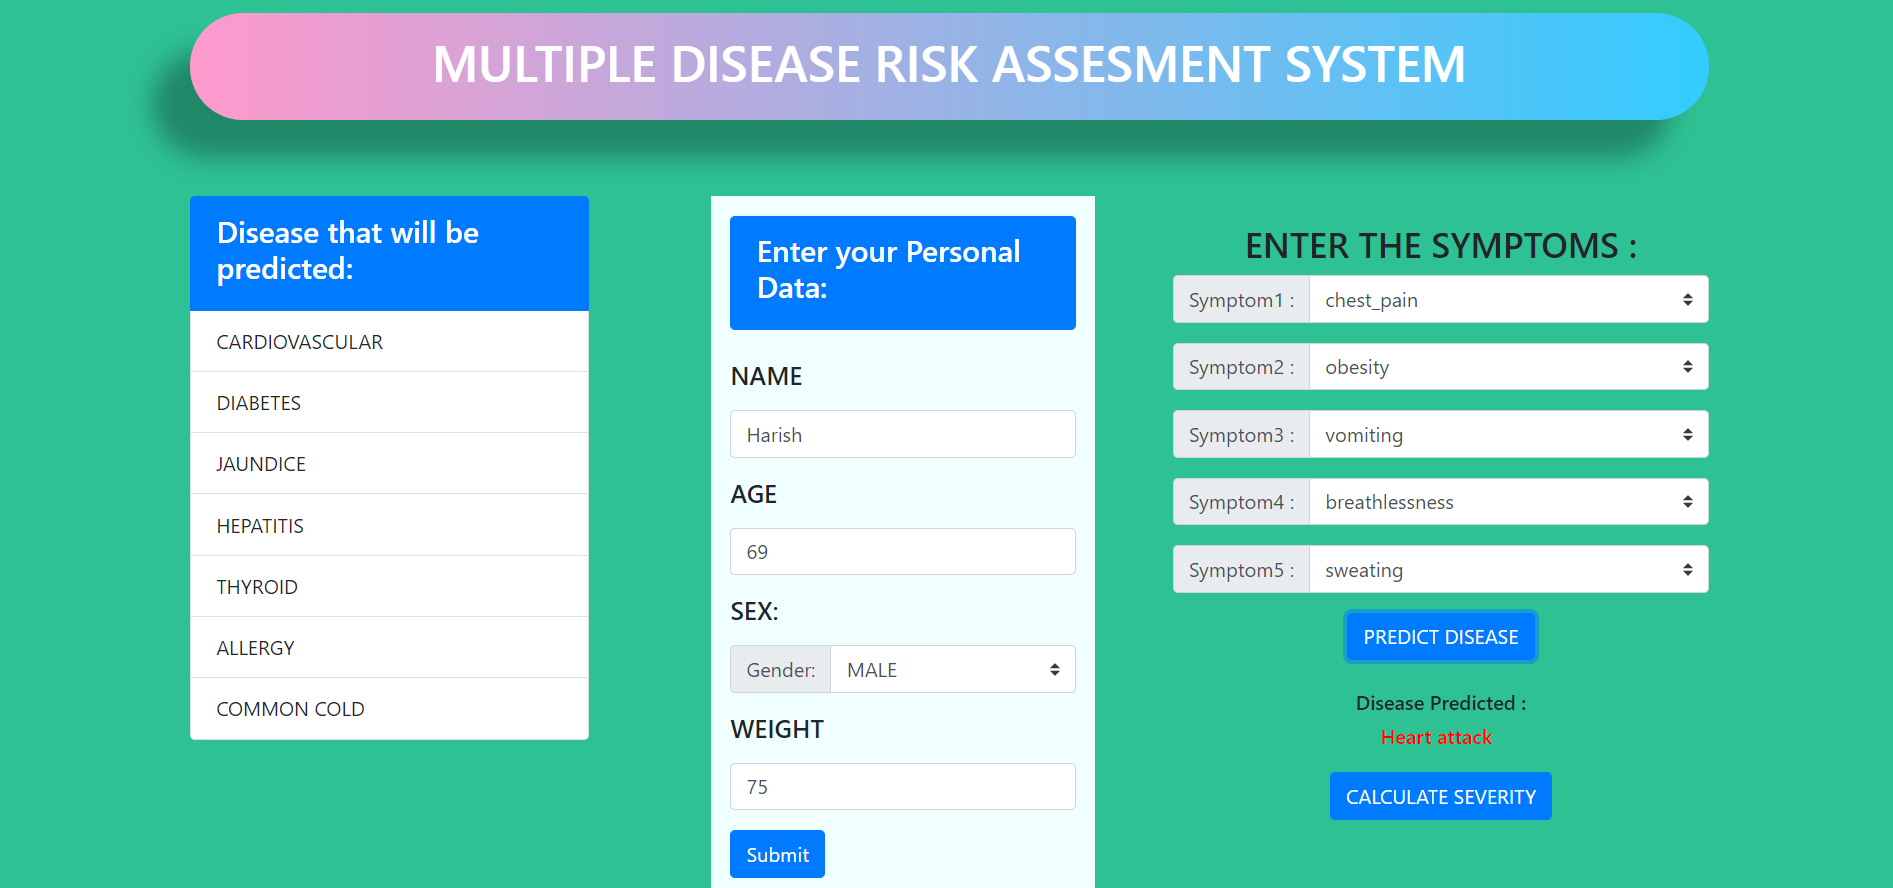 MULTIPLE DISEASE RISK ASSESMENT SYSTEM
Disease that will be
predicted:
CARDIOVASCULAR
DIABETES
JAUNDICE
HEPATITIS
THYROID
ALLERGY
COMMON COLD
Enter your Personal
Data:
NAME
Harish
AGE
69
SEX:
Gender: MALE
WEIGHT
75
Submit
ENTER THE SYMPTOMS :
Symptom1 : chest_pain
Symptom2 : obesity
Symptom3 : vomiting
Symptom4 : breathlessness
Symptom5 : sweating
PREDICT DISEASE
Disease Predicted :
Heart attack
CALCULATE SEVERITY